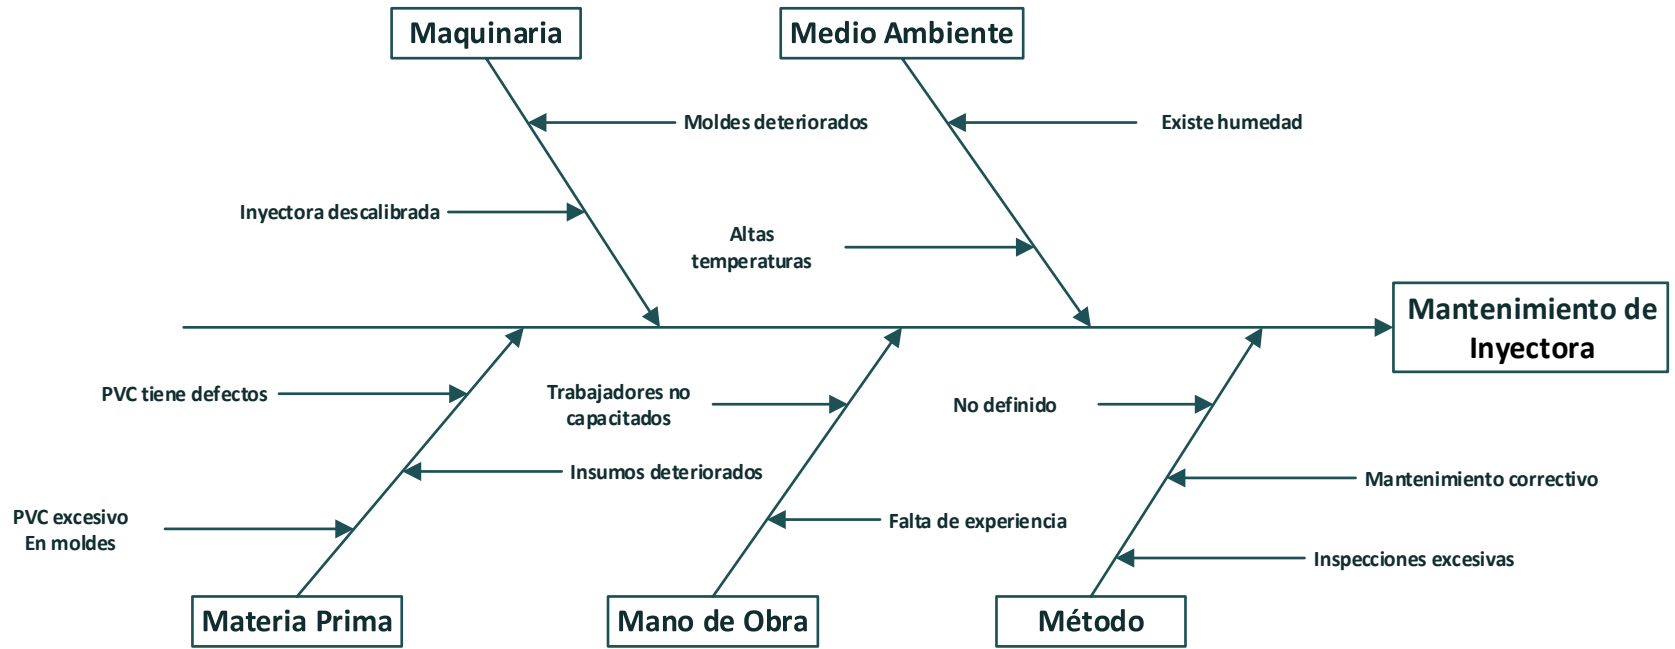 Maquinaria
Medio Ambiente
Moldes deteriorados
Existe humedad
Inyectora descalibrada
Altas
temperaturas
Mantenimiento de
Inyectora
PVC tiene defectos
Trabajadores no
capacitados
No definido
Insumos deteriorados
Mantenimiento correctivo
PVC excesivo
En moldes
Falta de experiencia
Inspecciones excesivas
Materia Prima
Mano de Obra
Método